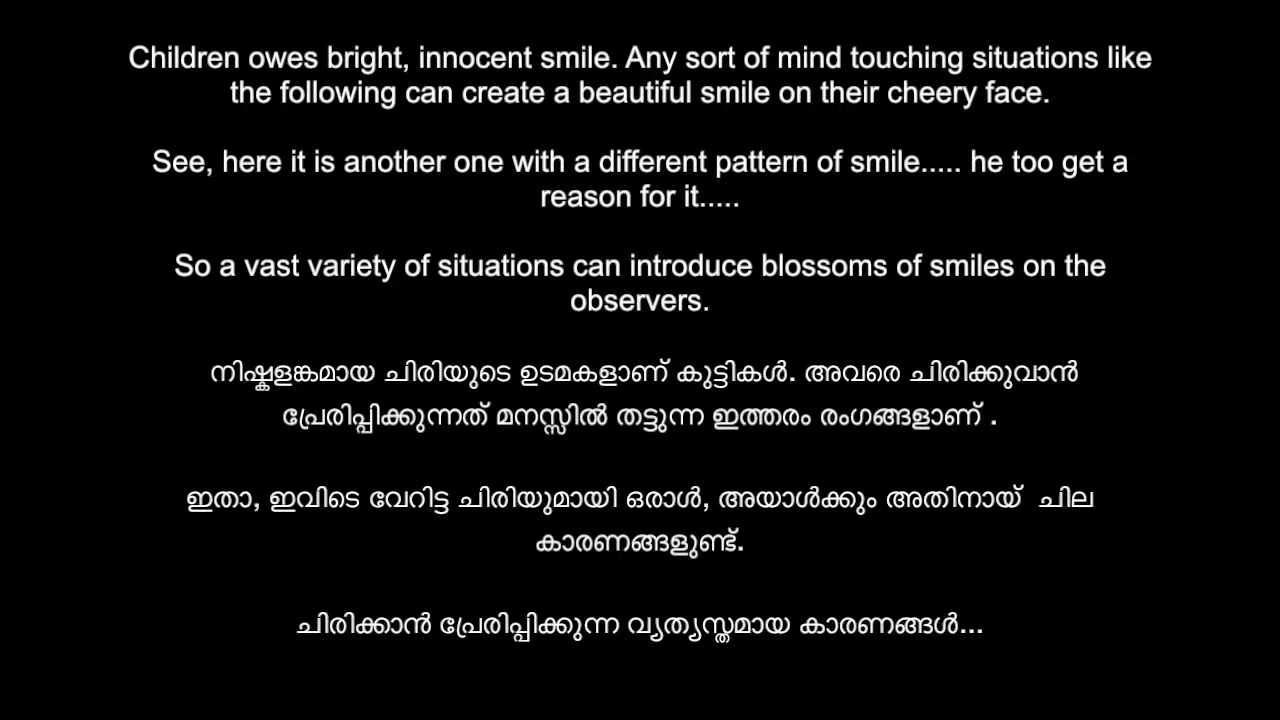 Children owes bright, innocent smile. Any sort of mind touching situations like
the following can create a beautiful smile on their cheery face.
See, here it is another one with a different pattern of smile..... he too get a
reason for it.....
So a vast variety of situations can introduce blossoms of smiles on the
observers.
നിഷ്കളങ്കമായ ചിരിയുടെ ഉടമകളാണ് കുട്ടികൾ. അവരെ ചിരിക്കുവാൻ
പ്രേരിപ്പിക്കുന്നത് മനസ്സിൽ തട്ടുന്ന ഇത്തരം രംഗങ്ങളാണ് .
ഇതാ, ഇവിടെ വേറിട്ട ചിരിയുമായി ഒരാൾ, അയാൾക്കും അതിനായ് ചില
കാരണങ്ങളുണ്ട്.
ചിരിക്കാൻ പ്രേരിപ്പിക്കുന്ന വ്യത്യസ്തമായ കാരണങ്ങൾ...